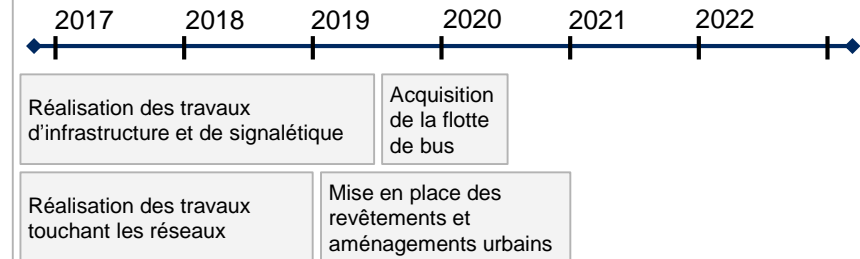 2017 2018 2019 2020 2021 2022
Réalisation des travaux
d’infrastructure et de signalétique
Acquisition
de la flotte
de bus
Réalisation des travaux
touchant les réseaux
Mise en place des
revêtements et
aménagements urbains